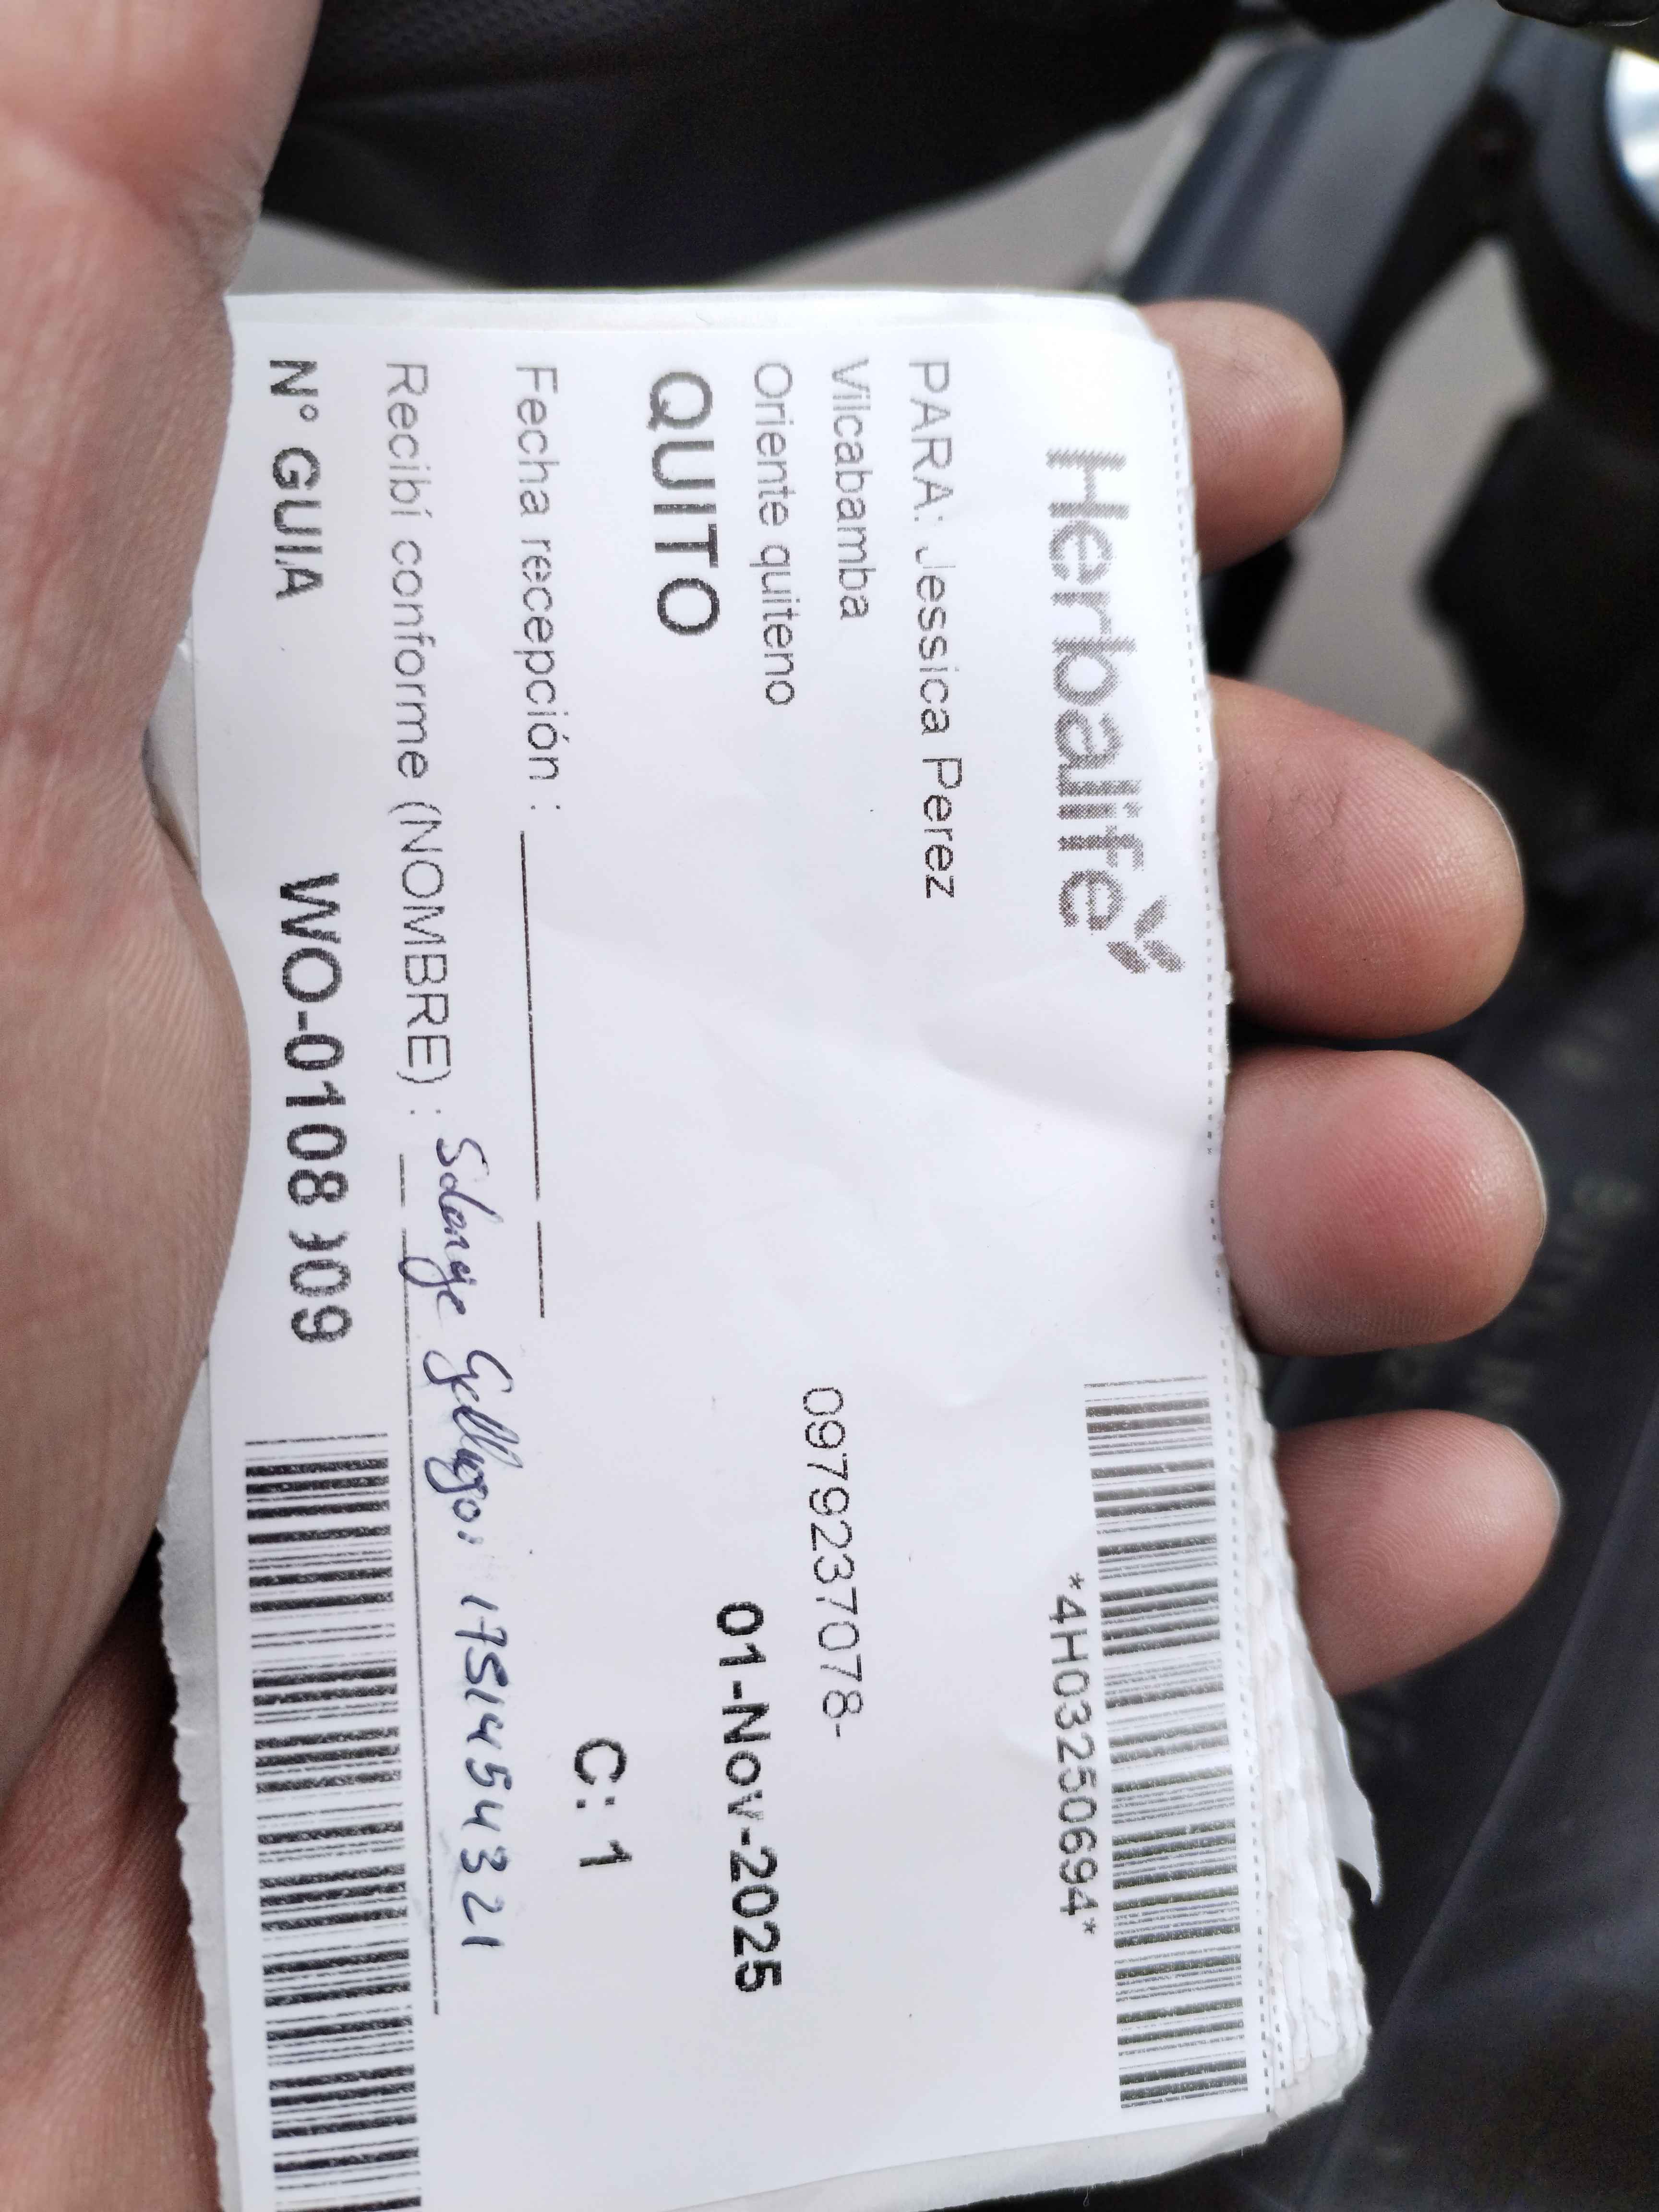 Herbalife
*4H03250694*
PARA: Jessica Perez
Vilcabamba
0979237078-
Oriente quiteno
QUITO
01-Nov-2025
C: 1
Fecha recepción :
Recibí conforme (NOMBRE) : 1751454321
N° GUIA WO-0108 09